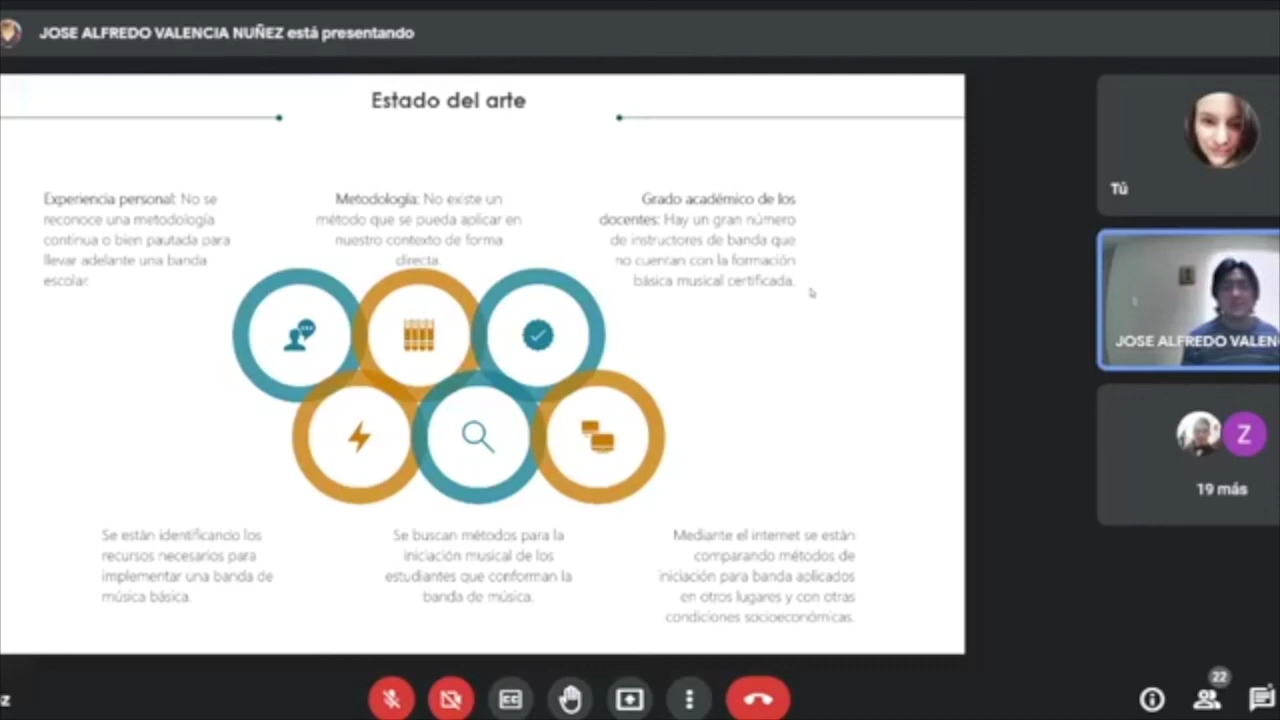 JOSE ALFREDO VALENCIA NUÑEZ está presentando
Estado del arte
Experiencia personal: No se
reconoce una metodología
continua o bien pautada para
llevar adelante una banda
escolar.
Metodología: No existe un
método que se pueda aplicar en
nuestro contexto de forma
directa.
Grado académico de los
docentes: Hay un gran número
de instructores de banda que
no cuentan con la formación
básica musical certificada.
Se están identificando los
recursos necesarios para
implementar una banda de
música básica.
Se buscan métodos para la
iniciación musical de los
estudiantes que conforman la
banda de música.
Mediante el internet se están
comparando métodos de
iniciación para banda aplicados
en otros lugares y con otras
condiciones socioeconómicas.
Tú
JOSE ALFREDO VALEN
Z
19 más
ez
CC
22